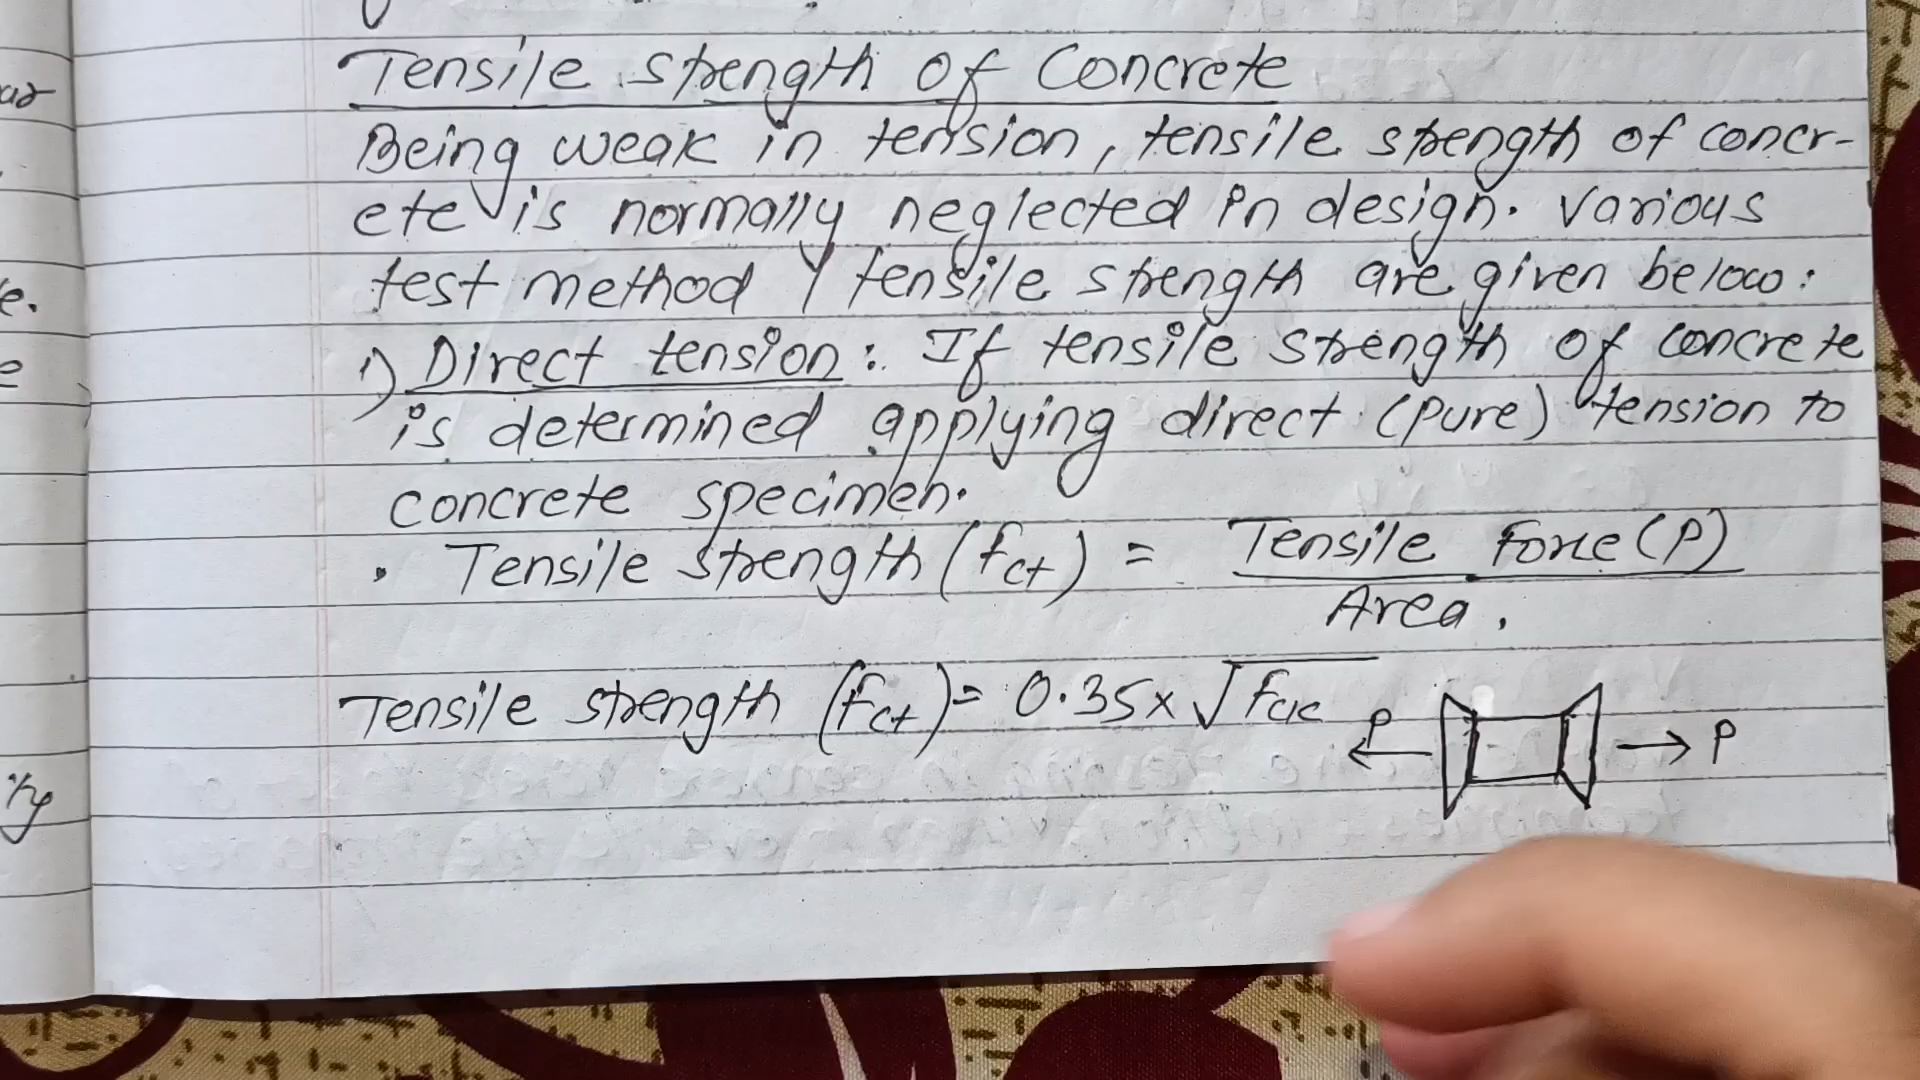 Tensile strength of Concrete
Being weak in tension, tensile strength of concr-
ete is normally neglected in design. Various
test method / tensile strength are given below:
1) Direct tension: If tensile strength of concrete
is determined applying direct (pure) tension to
concrete specimen.
• Tensile strength (fct) = Tensile Force (P)
Area.
Tensile strength (fct) = 0.35 x √fck
P P